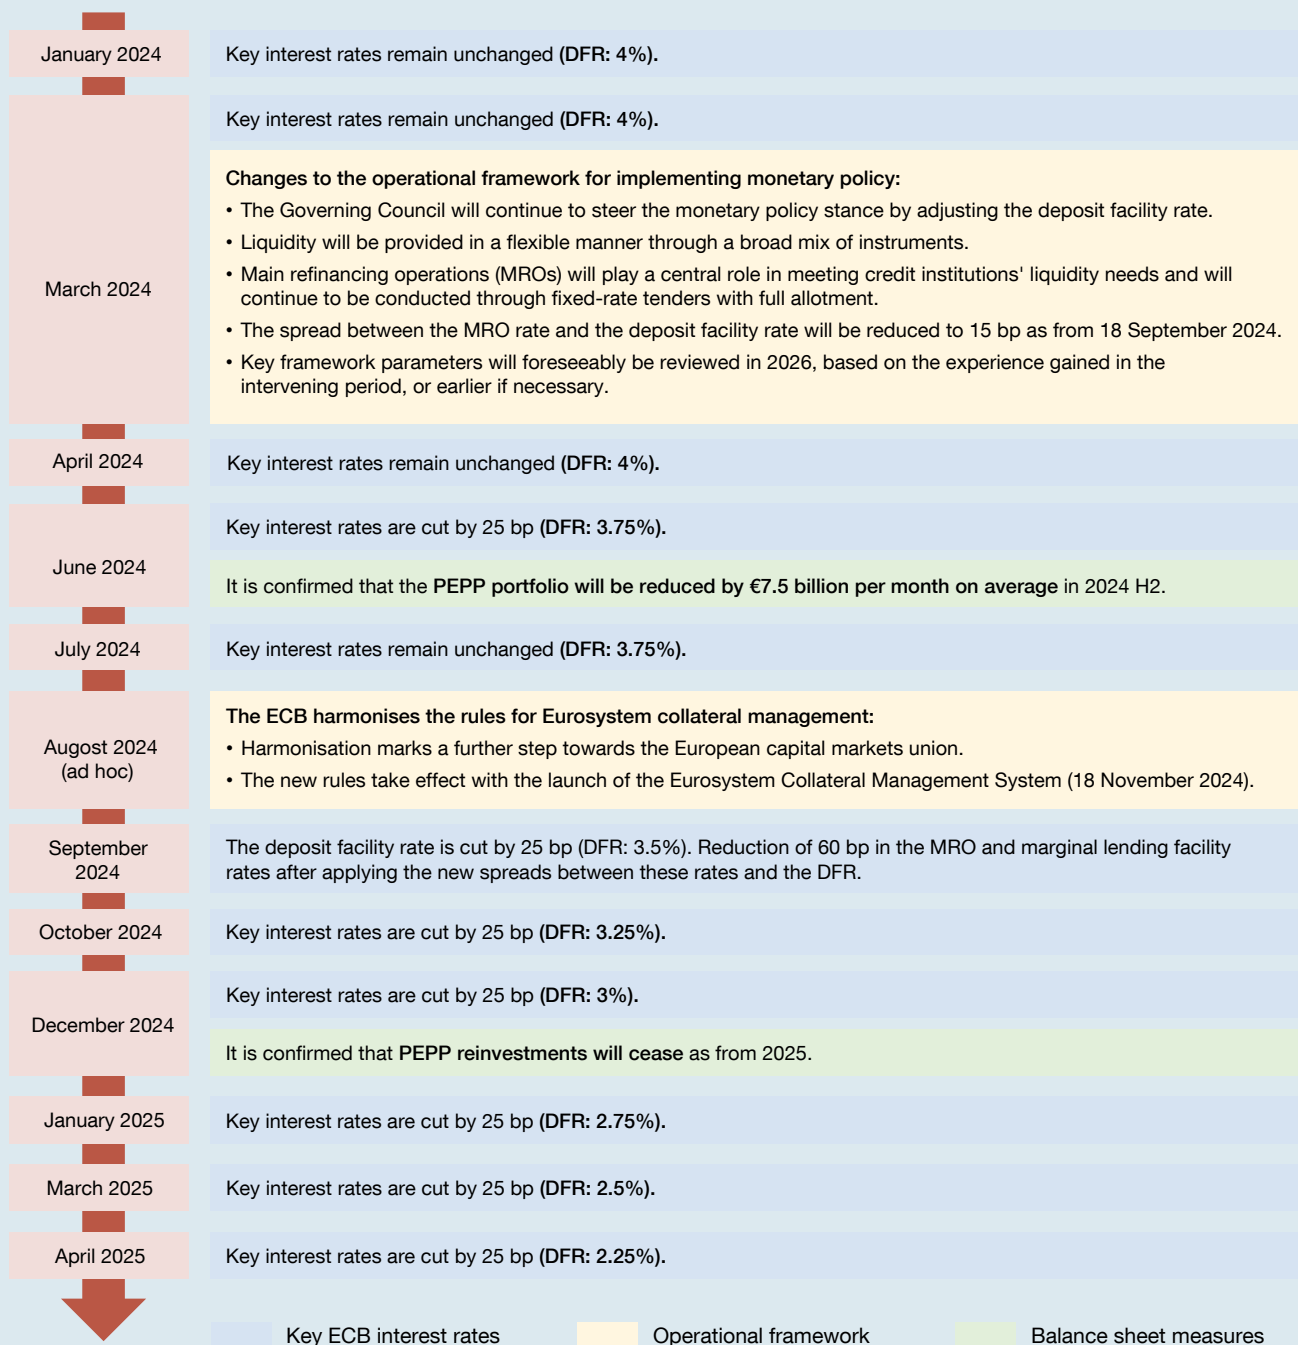 January 2024
Key interest rates remain unchanged (DFR: 4%).
March 2024
Key interest rates remain unchanged (DFR: 4%).
Changes to the operational framework for implementing monetary policy:
• The Governing Council will continue to steer the monetary policy stance by adjusting the deposit facility rate.
• Liquidity will be provided in a flexible manner through a broad mix of instruments.
• Main refinancing operations (MROs) will play a central role in meeting credit institutions' liquidity needs and will
continue to be conducted through fixed-rate tenders with full allotment.
• The spread between the MRO rate and the deposit facility rate will be reduced to 15 bp as from 18 September 2024.
• Key framework parameters will foreseeably be reviewed in 2026, based on the experience gained in the
intervening period, or earlier if necessary.
April 2024
Key interest rates remain unchanged (DFR: 4%).
June 2024
Key interest rates are cut by 25 bp (DFR: 3.75%).
It is confirmed that the PEPP portfolio will be reduced by €7.5 billion per month on average in 2024 H2.
July 2024
Key interest rates remain unchanged (DFR: 3.75%).
Augost 2024
(ad hoc)
The ECB harmonises the rules for Eurosystem collateral management:
• Harmonisation marks a further step towards the European capital markets union.
• The new rules take effect with the launch of the Eurosystem Collateral Management System (18 November 2024).
September
2024
The deposit facility rate is cut by 25 bp (DFR: 3.5%). Reduction of 60 bp in the MRO and marginal lending facility
rates after applying the new spreads between these rates and the DFR.
October 2024
Key interest rates are cut by 25 bp (DFR: 3.25%).
December 2024
Key interest rates are cut by 25 bp (DFR: 3%).
It is confirmed that PEPP reinvestments will cease as from 2025.
January 2025
Key interest rates are cut by 25 bp (DFR: 2.75%).
March 2025
Key interest rates are cut by 25 bp (DFR: 2.5%).
April 2025
Key interest rates are cut by 25 bp (DFR: 2.25%).
Key ECB interest rates
Operational framework
Balance sheet measures